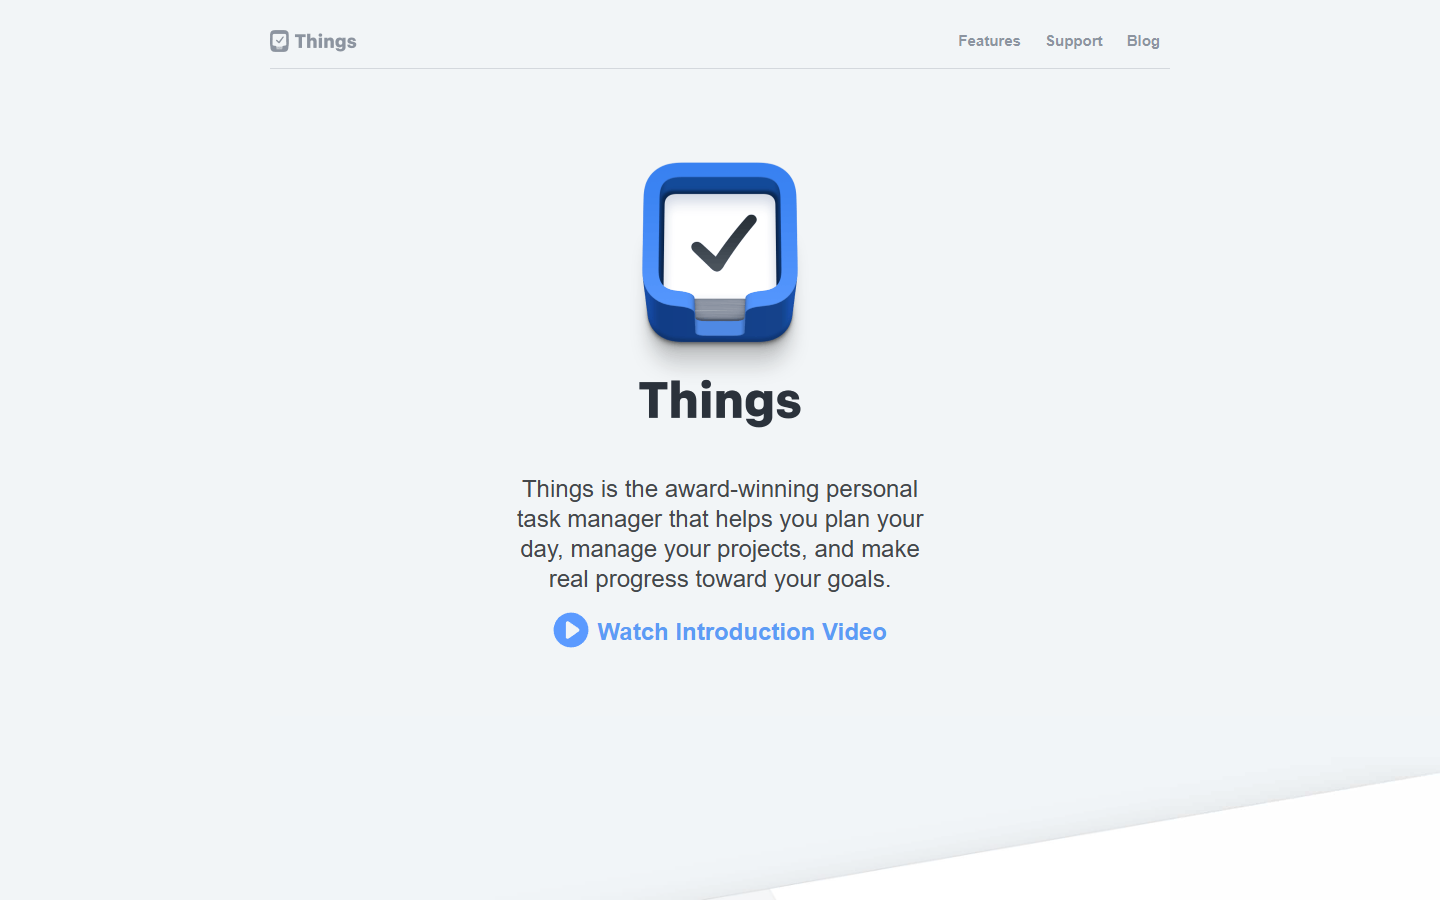 Things
Features Support Blog
Things
Things is the award-winning personal
task manager that helps you plan your
day, manage your projects, and make
real progress toward your goals.
Watch Introduction Video